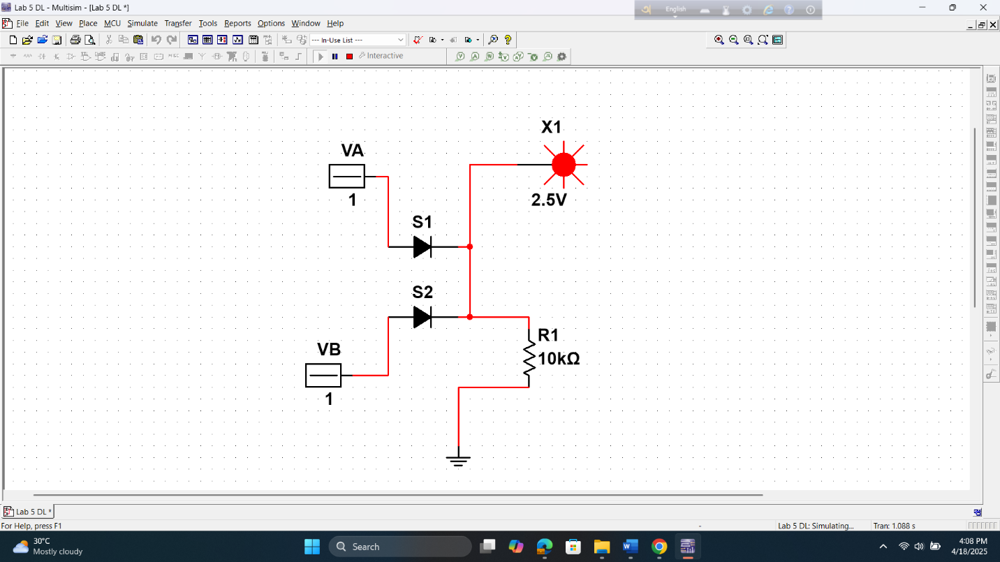 Lab 5 DL - Multisim - [Lab 5 DL *]
English
File Edit View Place MCU Simulate Transfer Tools Reports Options Window Help
--- In-Use List ---
Interactive
X1
VA
2.5V
1
S1
S2
R1
VB
10kΩ
1
Lab 5 DL *
For Help, press F1
-
Lab 5 DL: Simulating...
Tran: 1.088 s
30°C
Mostly cloudy
Search
4:08 PM
4/18/2025